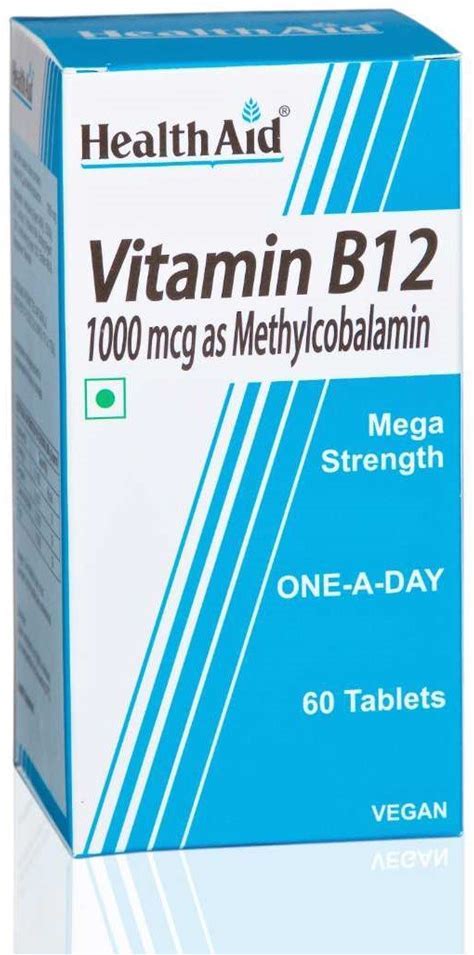 HealthAid®
Vitamin B12
1000 mcg as Methylcobalamin
Mega
Strength
ONE-A-DAY
60 Tablets
VEGAN